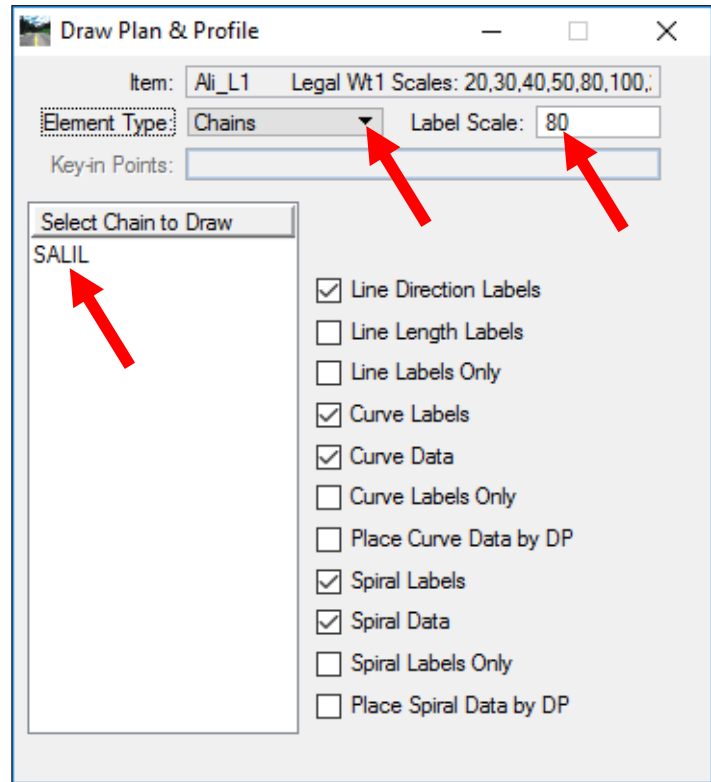 Draw Plan & Profile
Item: Ali_L1 Legal Wt1 Scales: 20,30,40,50,80,100,
Element Type: Chains Label Scale: 80
Key-in Points:
Select Chain to Draw
SALIL
Line Direction Labels
Line Length Labels
Line Labels Only
Curve Labels
Curve Data
Curve Labels Only
Place Curve Data by DP
Spiral Labels
Spiral Data
Spiral Labels Only
Place Spiral Data by DP